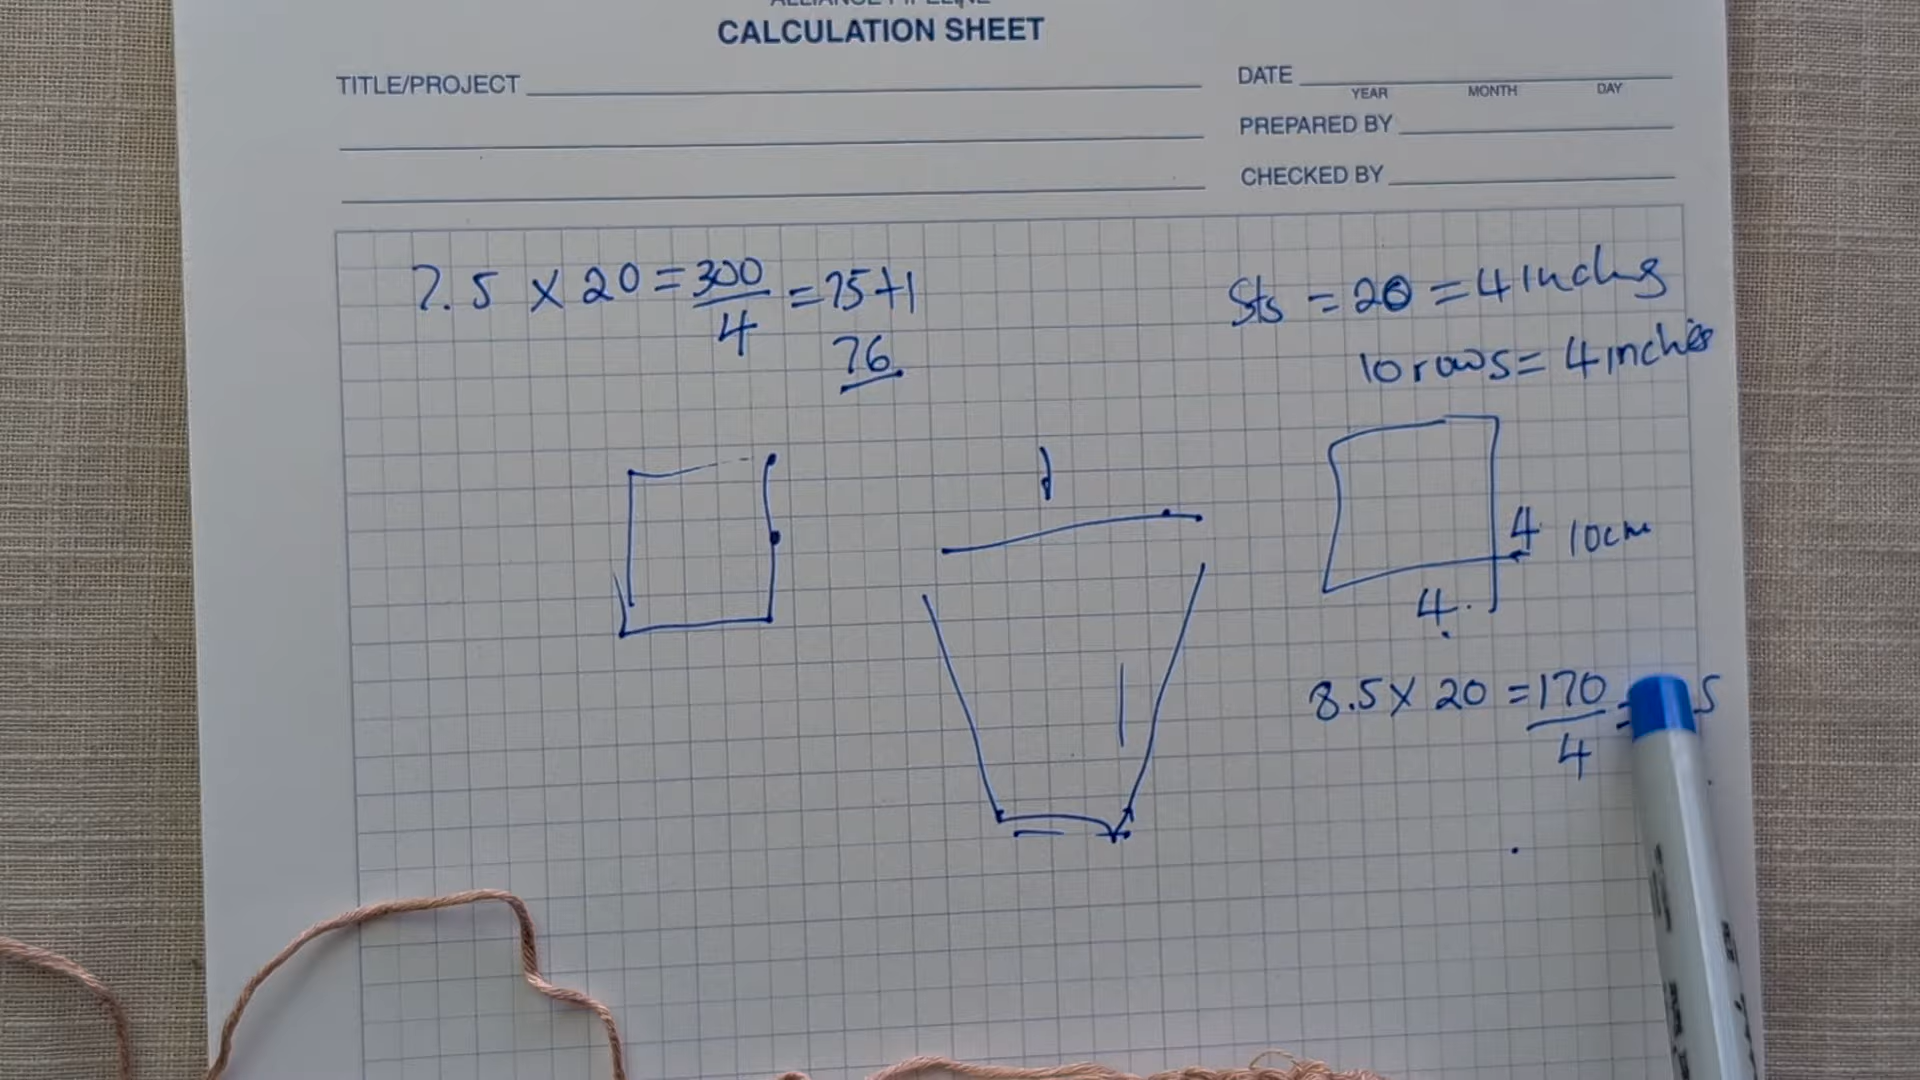 CALCULATION SHEET
TITLE/PROJECT
DATE
YEAR MONTH DAY
PREPARED BY
CHECKED BY
7.5 × 20 = 300/4 = 75+1
76
Sts = 20 = 4 inches
10 rows = 4 inches
4 10cm
4.
8.5 × 20 = 170/4 =